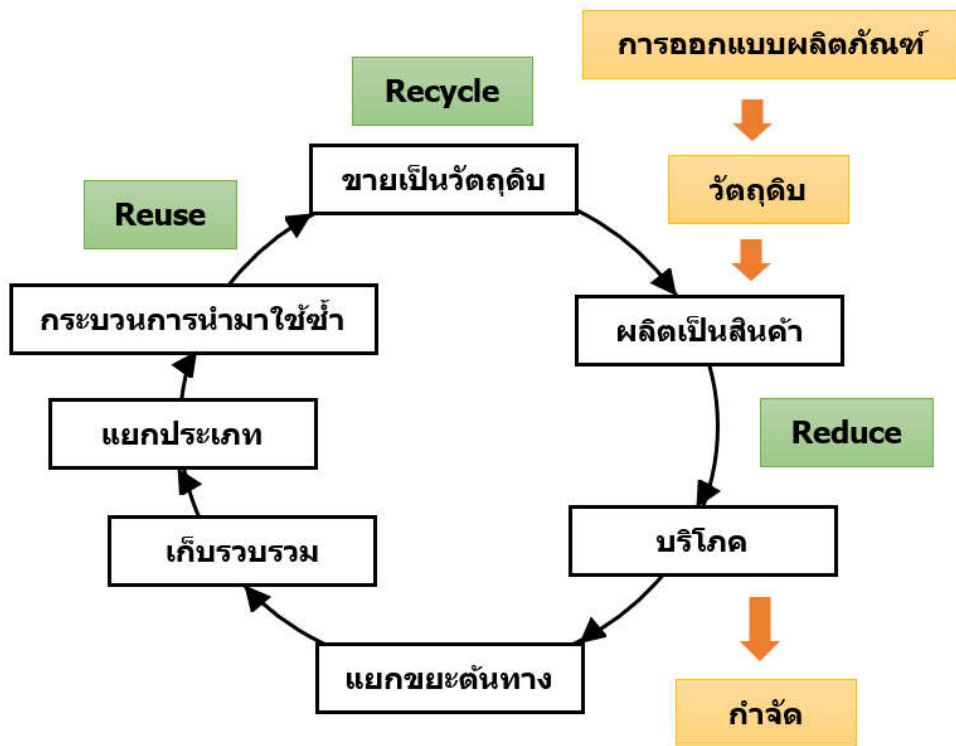 การออกแบบผลิตภัณฑ์
Recycle
ขายเป็นวัตถุดิบ
วัตถุดิบ
Reuse
กระบวนการนำมาใช้ซ้ำ
ผลิตเป็นสินค้า
แยกประเภท
Reduce
เก็บรวบรวม
บริโภค
แยกขยะต้นทาง
กำจัด